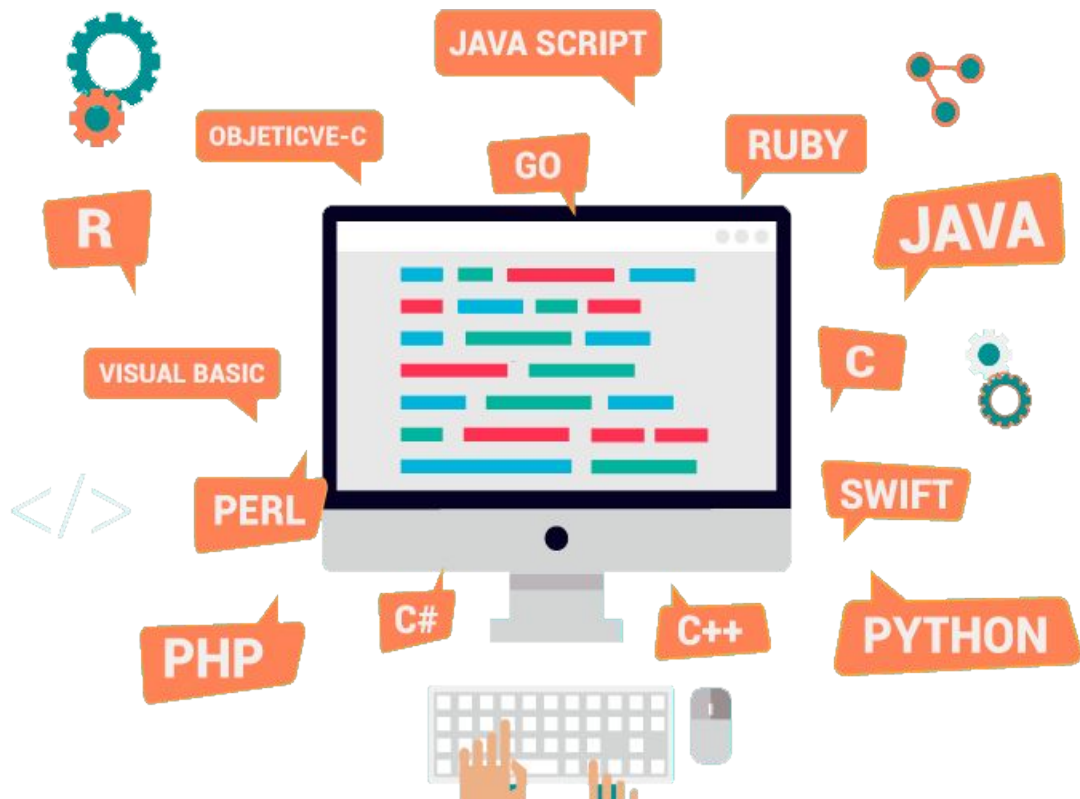 JAVA SCRIPT
OBJETICVE-C
GO
RUBY
R
JAVA
VISUAL BASIC
C
PERL
SWIFT
</>
C#
C++
PHP
PYTHON